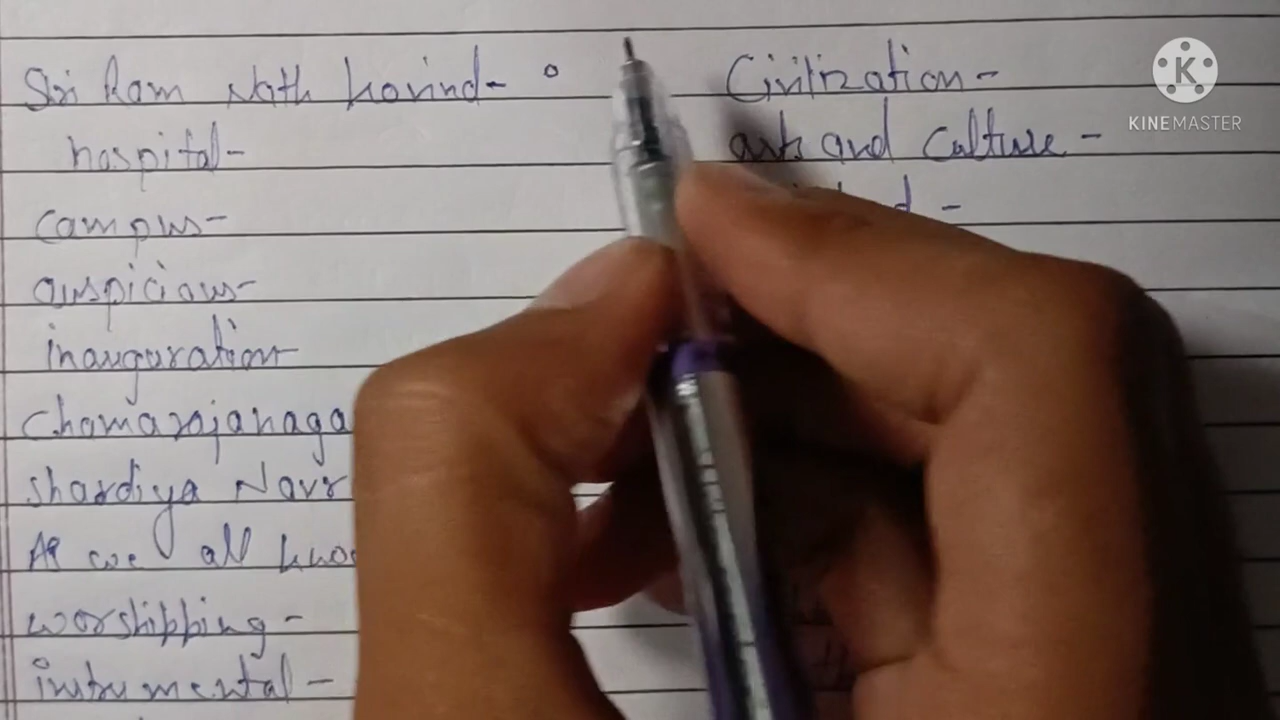 Sri Ram Nath Kovind-
hospital-
campus-
auspicious-
inauguration-
Chamarajanaga
Shardiya Navr
As we all know
worshipping-
instrumental-
Civilization-
arts and Culture-
KINEMASTER